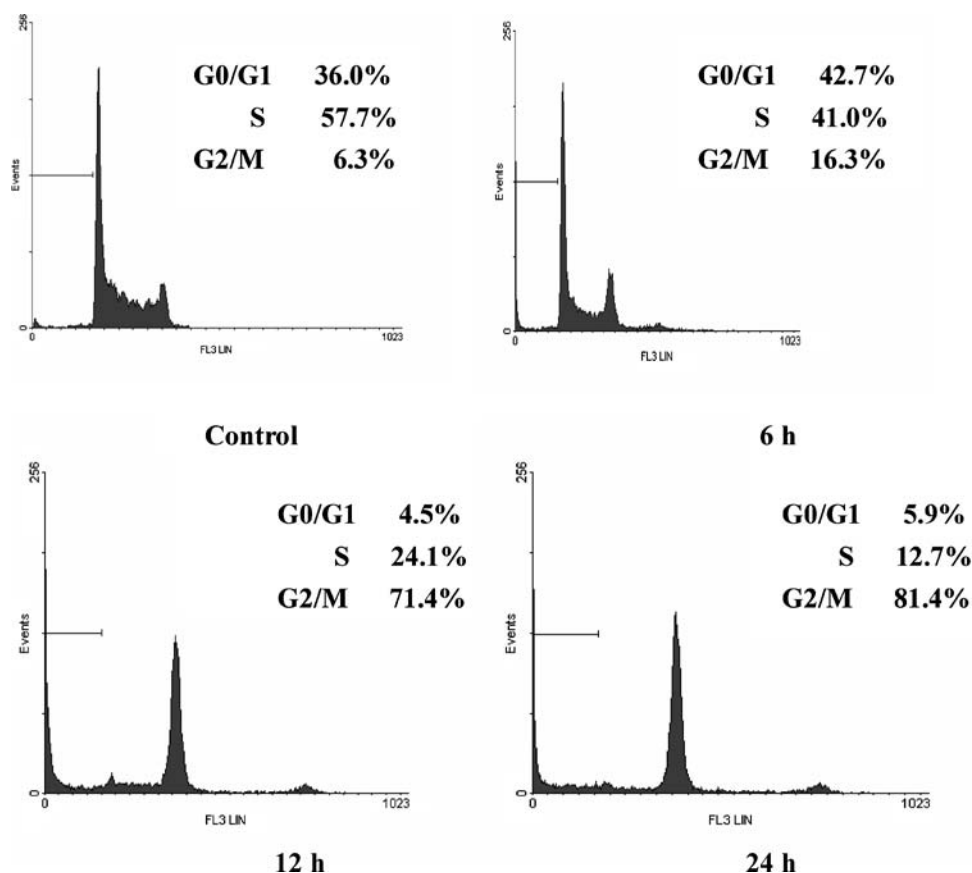 256
Events
0
0
1023
FL3 LIN
G0/G1 36.0%
S 57.7%
G2/M 6.3%
Control
256
Events
0
0
1023
FL3 LIN
G0/G1 42.7%
S 41.0%
G2/M 16.3%
6 h
256
Events
0
0
1023
FL3 LIN
G0/G1 4.5%
S 24.1%
G2/M 71.4%
12 h
256
Events
0
0
1023
FL3 LIN
G0/G1 5.9%
S 12.7%
G2/M 81.4%
24 h